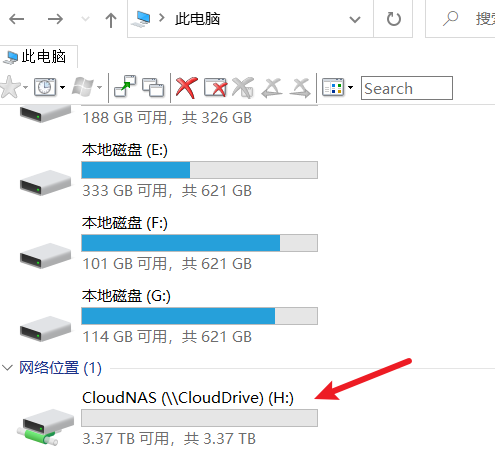 此电脑
搜索
此电脑
Search
188 GB 可用，共 326 GB
本地磁盘 (E:)
333 GB 可用，共 621 GB
本地磁盘 (F:)
101 GB 可用，共 621 GB
本地磁盘 (G:)
114 GB 可用，共 621 GB
网络位置 (1)
CloudNAS (\\CloudDrive) (H:)
3.37 TB 可用，共 3.37 TB